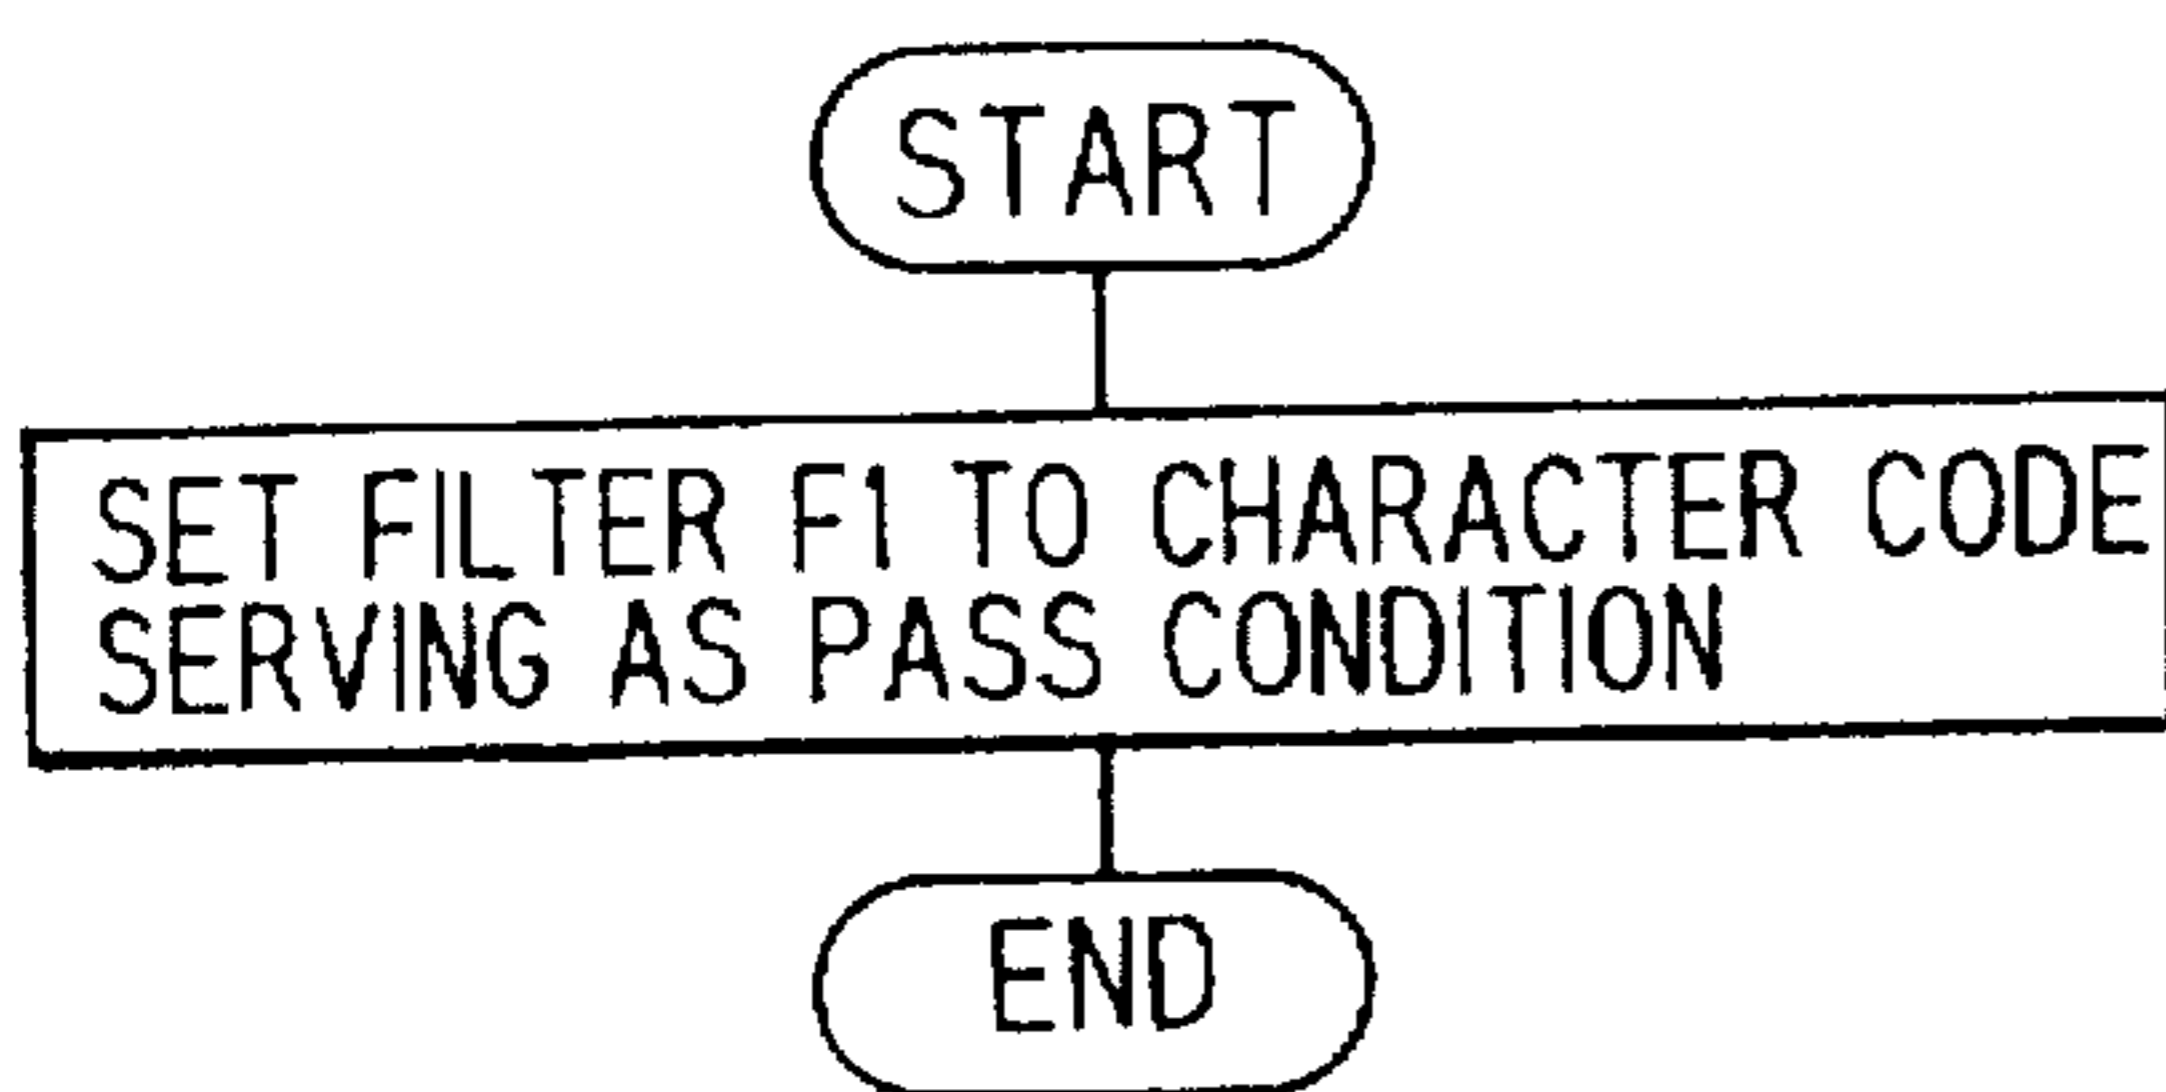 START
SET FILTER F1 TO CHARACTER CODE
SERVING AS PASS CONDITION
END